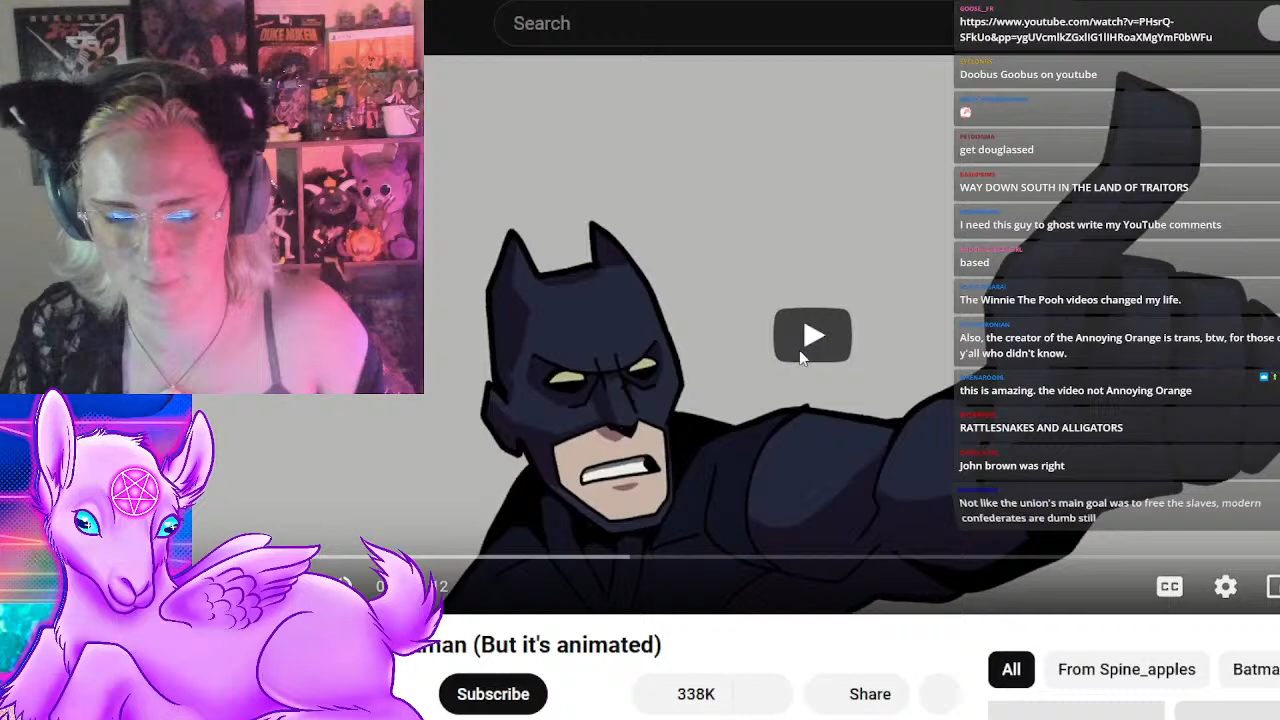 Search
DUKE NUKEM
GOOSE_FR
https://www.youtube.com/watch?v=PHsrQ-
Doobus Goobus on youtube
get douglassed
WAY DOWN SOUTH IN THE LAND OF TRAITORS
I need this guy to ghost write my YouTube comments
based
The Winnie The Pooh videos changed my life.
Also, the creator of the Annoying Orange is trans, btw, for those o
y'all who didn't know.
this is amazing. the video not Annoying Orange
RATTLESNAKES AND ALLIGATORS
John brown was right
Not like the union's main goal was to free the slaves, modern
confederates are dumb still
CC
man (But it's animated)
Subscribe
338K
Share
All
From Spine_apples
Batma